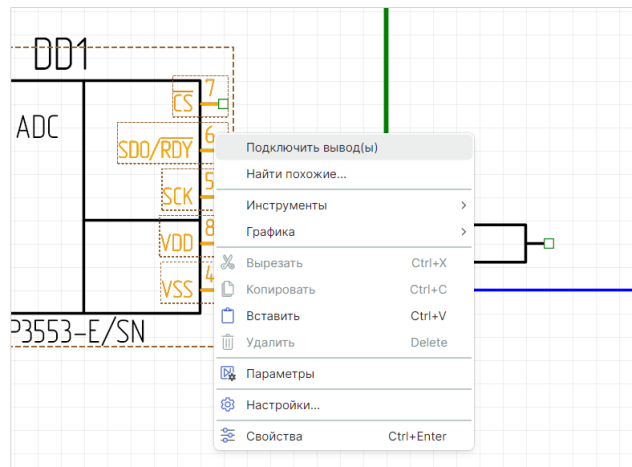 DD1
ADC
7
CS
6
SDO/RDY
5
SCK
8
VDD
4
VSS
P3553-E/SN
Подключить вывод(ы)
Найти похожие...
Инструменты
Графика
Вырезать Ctrl+X
Копировать Ctrl+C
Вставить Ctrl+V
Удалить Delete
Параметры
Настройки...
Свойства Ctrl+Enter